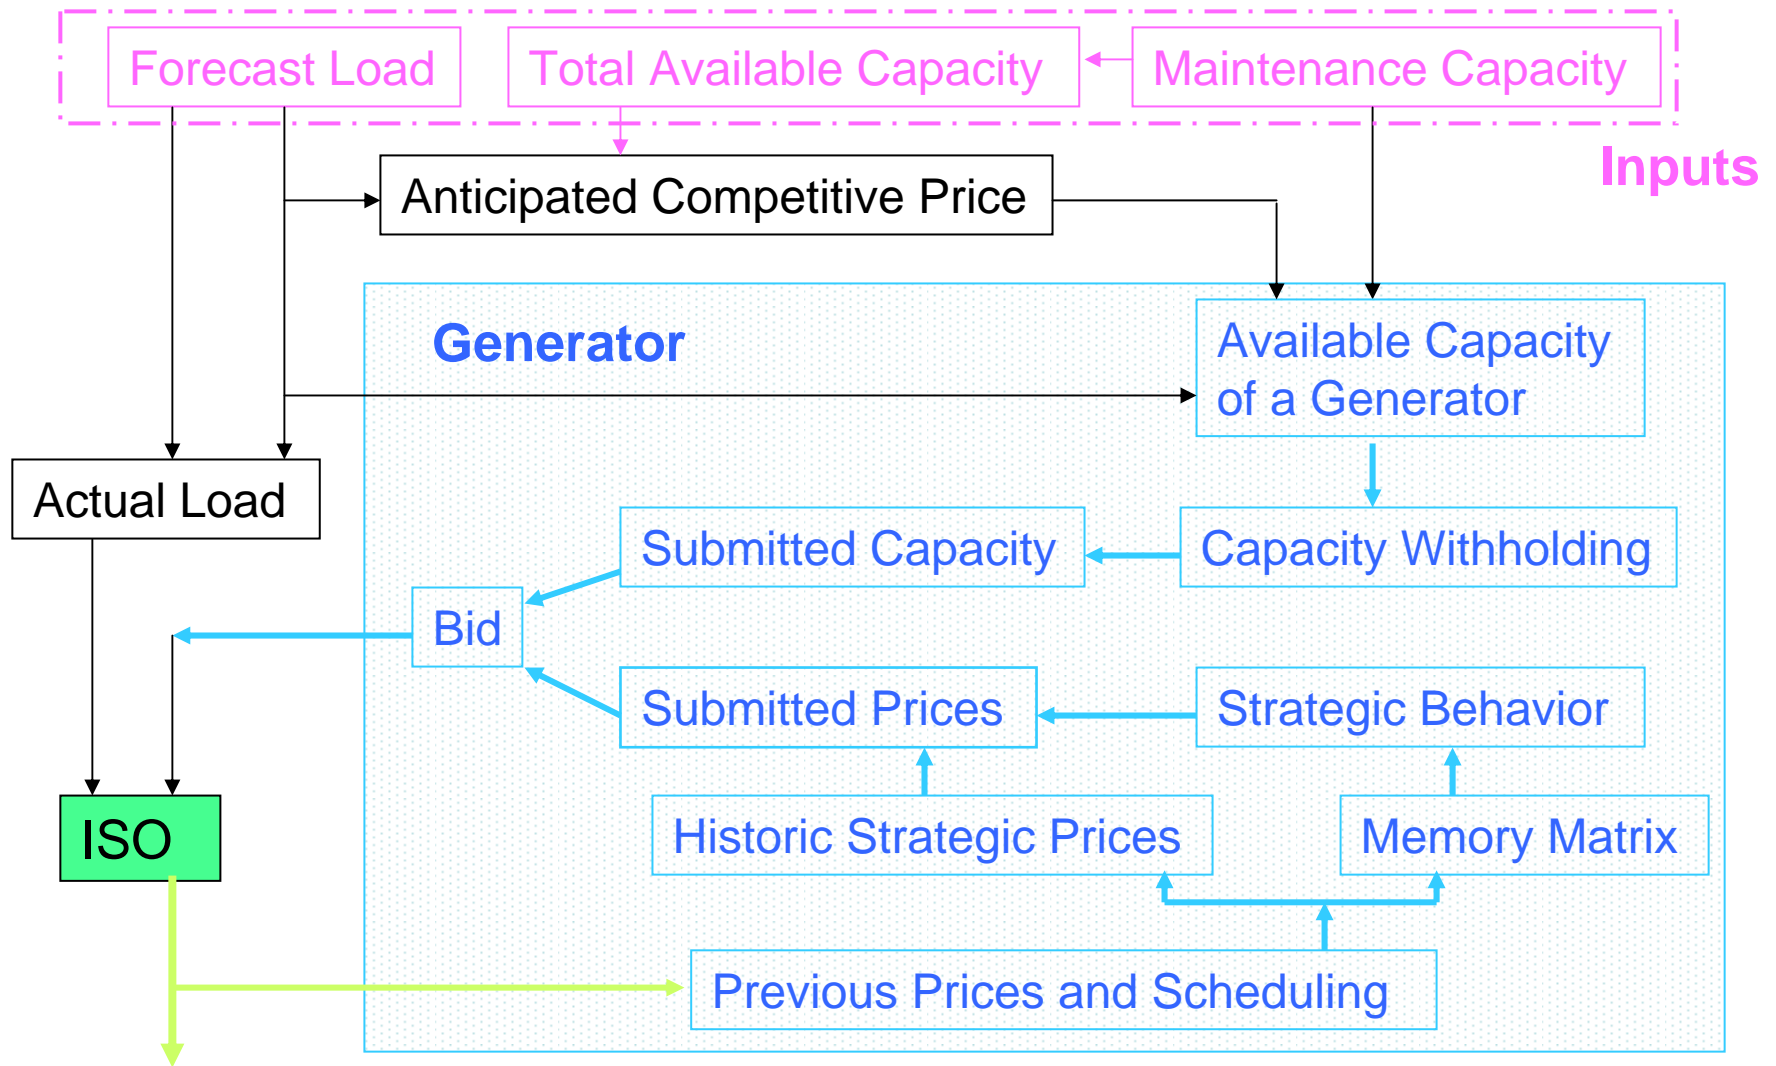 Forecast Load
Total Available Capacity
Maintenance Capacity
Inputs
Anticipated Competitive Price
Generator
Available Capacity
of a Generator
Actual Load
Submitted Capacity
Capacity Withholding
Bid
Submitted Prices
Strategic Behavior
ISO
Historic Strategic Prices
Memory Matrix
Previous Prices and Scheduling